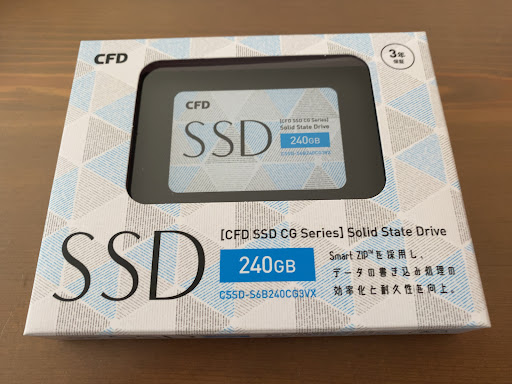 CFD
3年
保証
CFD
SSD
[CFD SSD CG Series]
Solid State Drive
240GB
CSSD-S6B240CG3VX
SSD
[CFD SSD CG Series] Solid State Drive
240GB
CSSD-S6B240CG3VX
Smart ZIP™を採用し、
データの書き込み処理の
効率化と耐久性を向上。